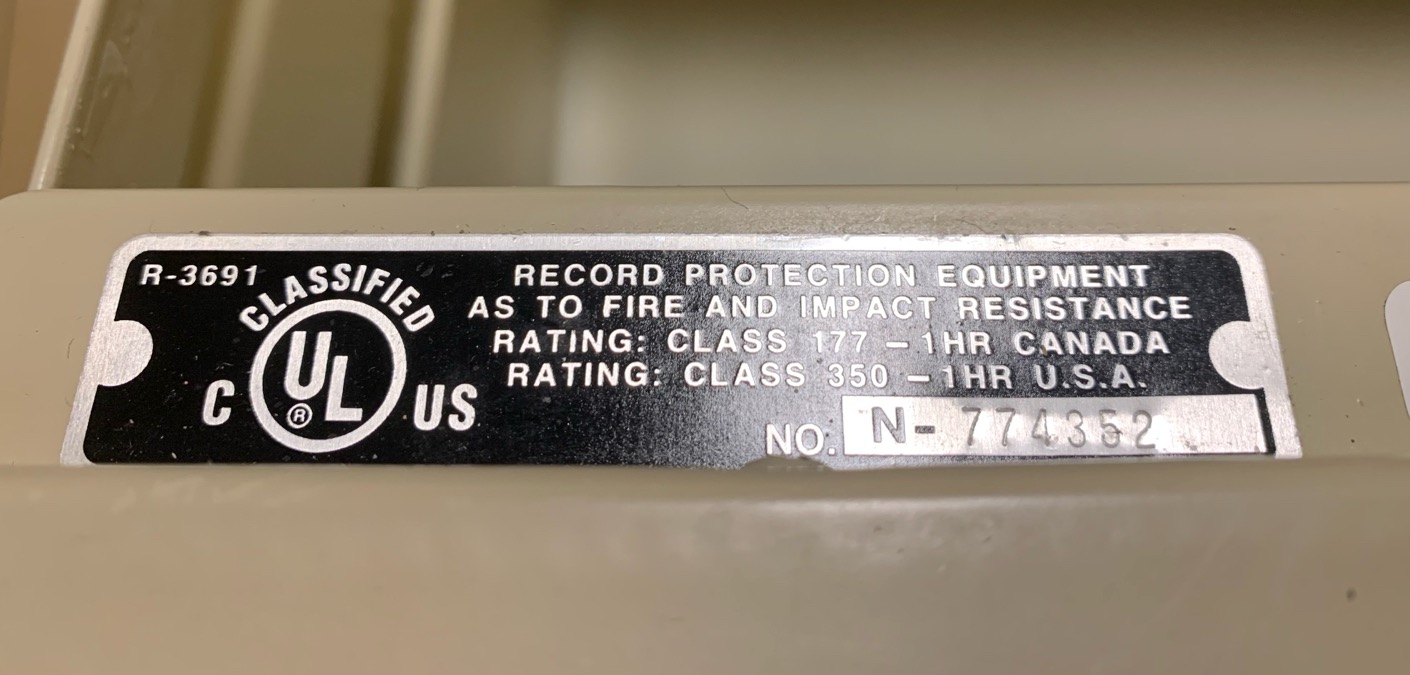 R-3691
CLASSIFIED
C UL® US
RECORD PROTECTION EQUIPMENT
AS TO FIRE AND IMPACT RESISTANCE
RATING: CLASS 177 – 1HR CANADA
RATING: CLASS 350 – 1HR U.S.A.
NO. N- 774352